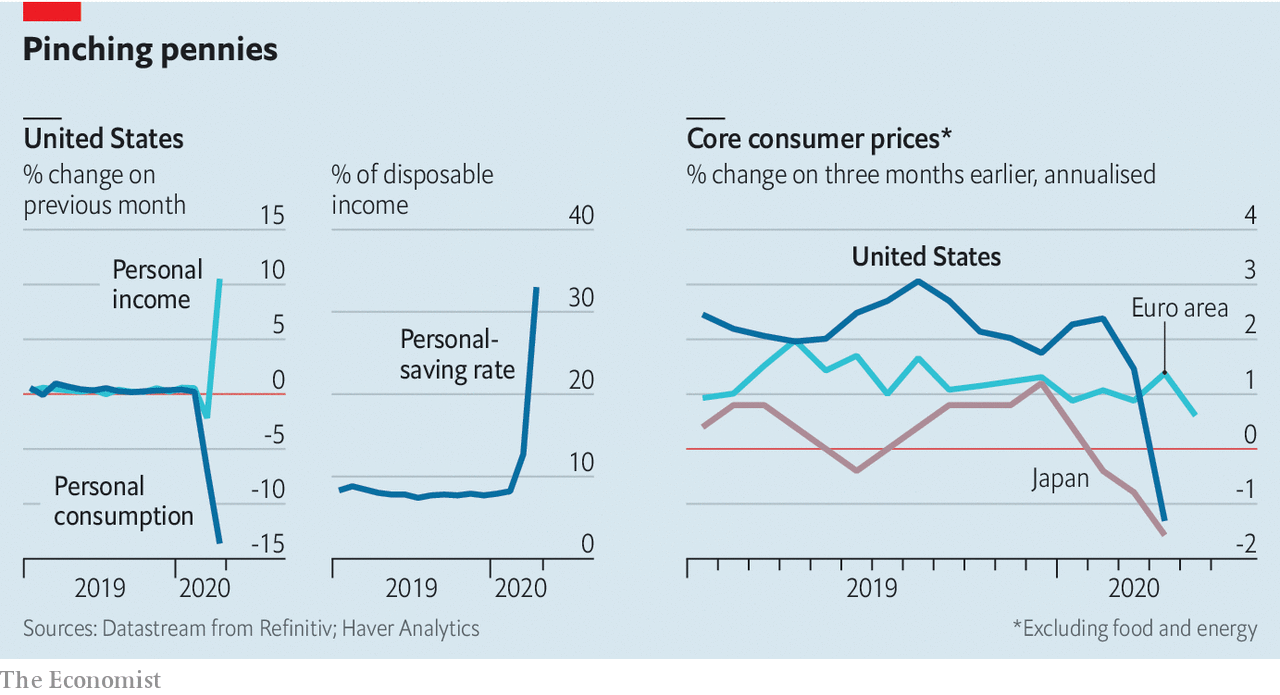 Pinching pennies
United States
% change on
previous month
15
10
5
0
-5
-10
-15
Personal
income
Personal
consumption
2019
2020
% of disposable
income
40
30
20
10
0
Personal-
saving rate
2019
2020
Core consumer prices*
% change on three months earlier, annualised
4
3
2
1
0
-1
-2
United States
Euro area
Japan
2019
2020
Sources: Datastream from Refinitiv; Haver Analytics
*Excluding food and energy
The Economist